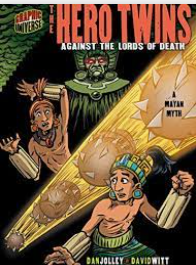 GRAPHIC UNIVERSE
THE
HERO TWINS
AGAINST THE LORDS OF DEATH
A
MAYAN
MYTH
DAN JOLLEY - DAVID WITT